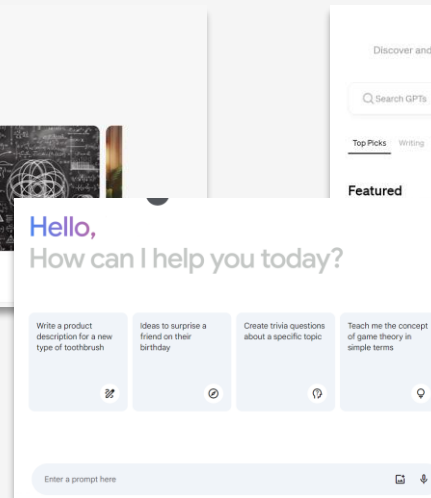 Discover and
Search GPTs
Top Picks Writing
Featured
Hello,
How can I help you today?
Write a product
description for a new
type of toothbrush
Ideas to surprise a
friend on their
birthday
Create trivia questions
about a specific topic
Teach me the concept
of game theory in
simple terms
Enter a prompt here